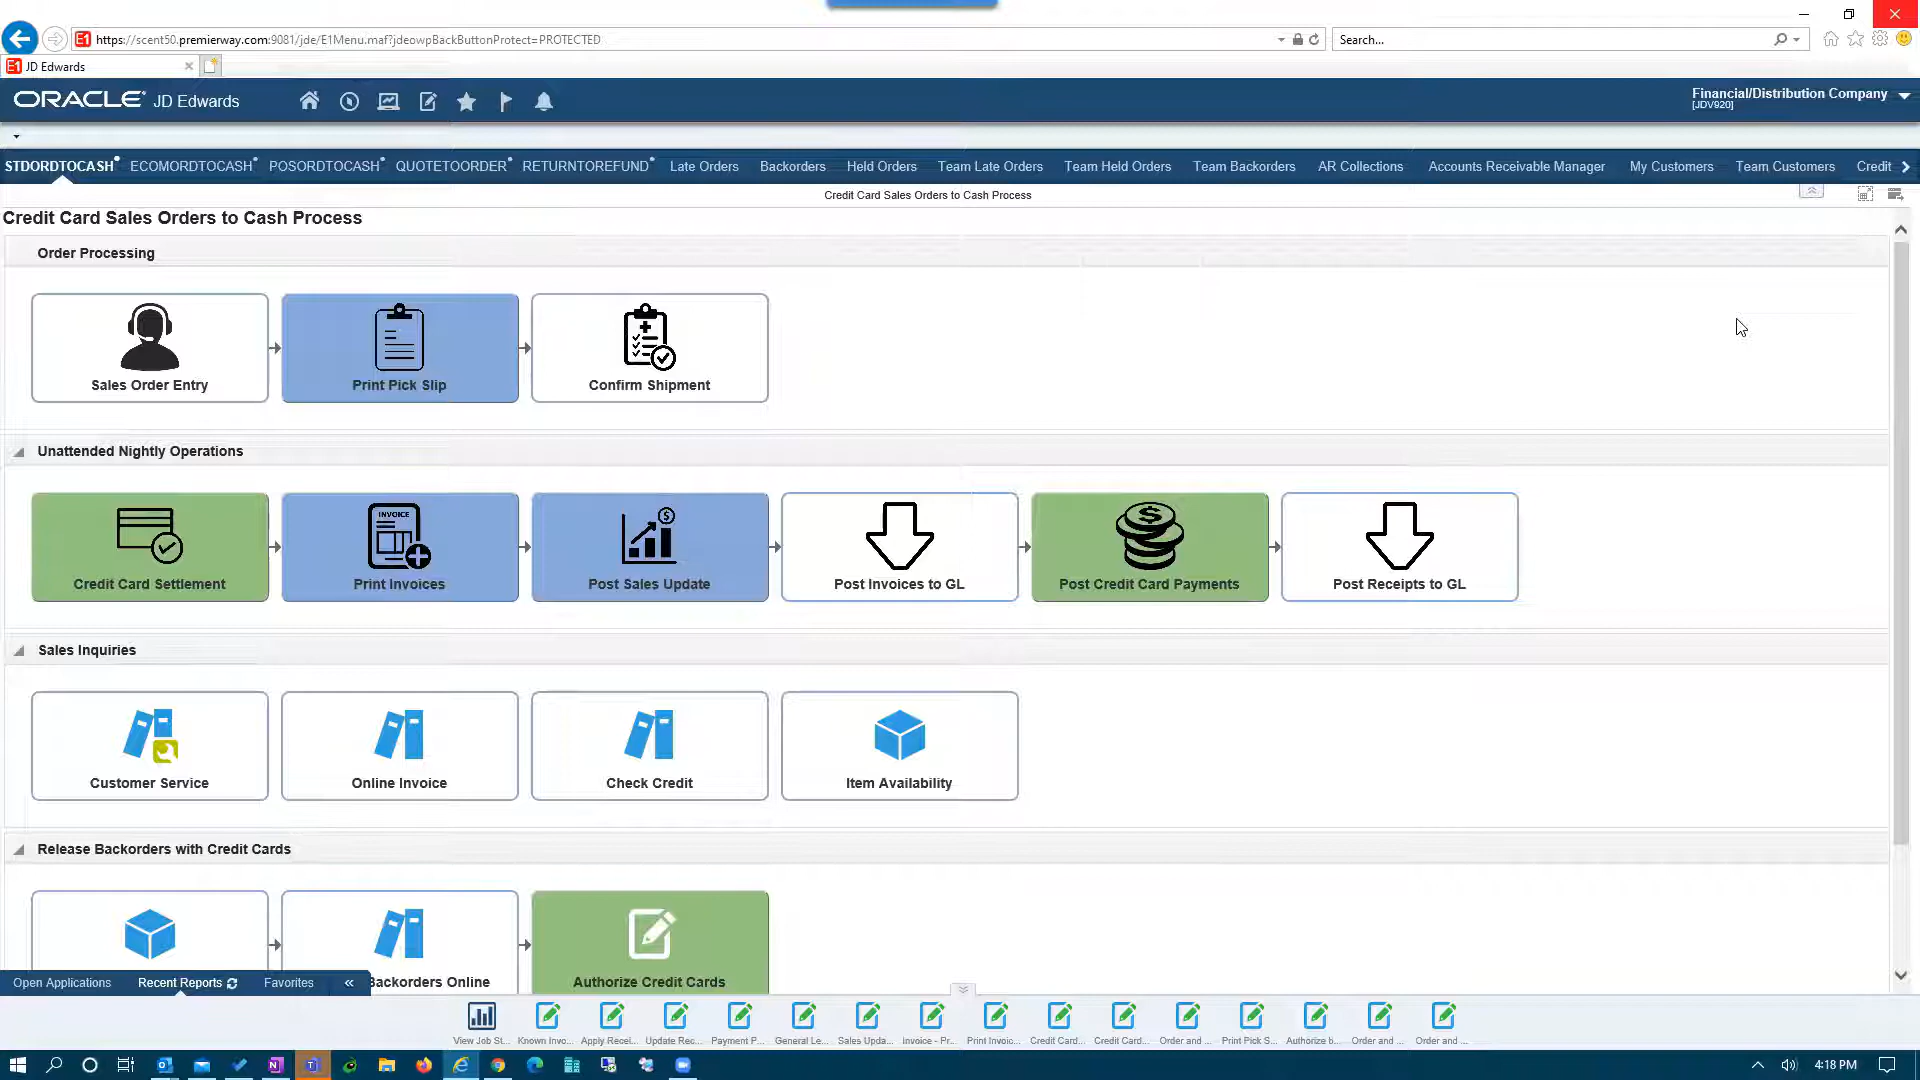 https://scent50.premierway.com:9081/jde/E1Menu.maf?jdeowpBackButtonProtect=PROTECTED
Search...
E1 JD Edwards
ORACLE JD Edwards
Financial/Distribution Company
[JDV920]
STDORDTOCASH ECOMORDTOCASH POSORDTOCASH QUOTETOORDER RETURNTOREFUND Late Orders Backorders Held Orders Team Late Orders Team Held Orders Team Backorders AR Collections Accounts Receivable Manager My Customers Team Customers Credit
Credit Card Sales Orders to Cash Process
Credit Card Sales Orders to Cash Process
Order Processing
Sales Order Entry Print Pick Slip Confirm Shipment
Unattended Nightly Operations
INVOICE
Credit Card Settlement Print Invoices Post Sales Update Post Invoices to GL Post Credit Card Payments Post Receipts to GL
Sales Inquiries
Customer Service Online Invoice Check Credit Item Availability
Release Backorders with Credit Cards
Backorders Online Authorize Credit Cards
Open Applications Recent Reports Favorites «
View Job St... Known Invo... Apply Recei... Update Rec... Payment P... General Le... Sales Upda... Invoice - Pr... Print Invoic... Credit Card... Credit Card... Order and ... Print Pick S... Authorize b... Order and ... Order and ...
4:18 PM